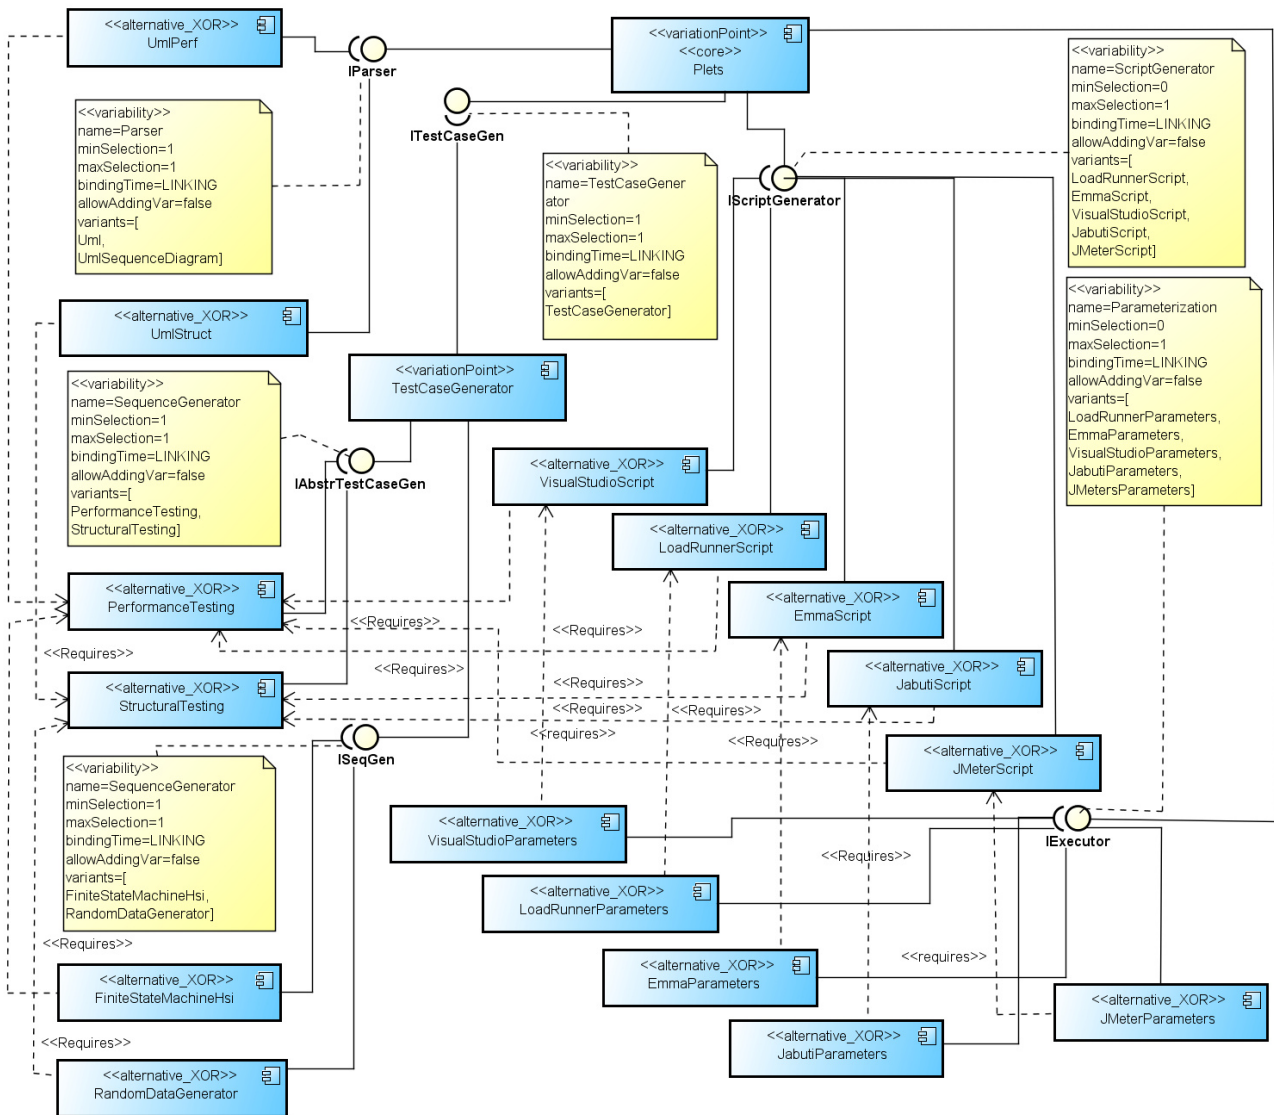 <<alternative_XOR>>
UmlPerf
IParser
<<variationPoint>>
<<core>>
Plets
<<variability>>
name=ScriptGenerator
minSelection=0
maxSelection=1
bindingTime=LINKING
allowAddingVar=false
variants=[
LoadRunnerScript,
EmmaScript,
VisualStudioScript,
JabutiScript,
JMeterScript]
<<variability>>
name=Parser
minSelection=1
maxSelection=1
bindingTime=LINKING
allowAddingVar=false
variants=[
Uml,
UmlSequenceDiagram]
ITestCaseGen
<<variability>>
name=TestCaseGener
ator
minSelection=1
maxSelection=1
bindingTime=LINKING
allowAddingVar=false
variants=[
TestCaseGenerator]
IScriptGenerator
<<variability>>
name=Parameterization
minSelection=0
maxSelection=1
bindingTime=LINKING
allowAddingVar=false
variants=[
LoadRunnerParameters,
EmmaParameters,
VisualStudioParameters,
JabutiParameters,
JMetersParameters]
<<alternative_XOR>>
UmlStruct
<<variationPoint>>
TestCaseGenerator
<<variability>>
name=SequenceGenerator
minSelection=1
maxSelection=1
bindingTime=LINKING
allowAddingVar=false
variants=[
PerformanceTesting,
StructuralTesting]
IAbstrTestCaseGen
<<alternative_XOR>>
VisualStudioScript
<<alternative_XOR>>
LoadRunnerScript
<<alternative_XOR>>
EmmaScript
<<alternative_XOR>>
PerformanceTesting
<<Requires>>
<<Requires>>
<<Requires>>
<<Requires>>
<<alternative_XOR>>
JabutiScript
<<alternative_XOR>>
StructuralTesting
<<Requires>>
<<Requires>>
<<Requires>>
<<requires>>
<<Requires>>
ISeqGen
<<alternative_XOR>>
JMeterScript
<<variability>>
name=SequenceGenerator
minSelection=1
maxSelection=1
bindingTime=LINKING
allowAddingVar=false
variants=[
FiniteStateMachineHsi,
RandomDataGenerator]
<<alternative_XOR>>
VisualStudioParameters
IExecutor
<<Requires>>
<<alternative_XOR>>
LoadRunnerParameters
<<Requires>>
<<requires>>
<<alternative_XOR>>
EmmaParameters
<<alternative_XOR>>
FiniteStateMachineHsi
<<alternative_XOR>>
JMeterParameters
<<Requires>>
<<alternative_XOR>>
JabutiParameters
<<alternative_XOR>>
RandomDataGenerator